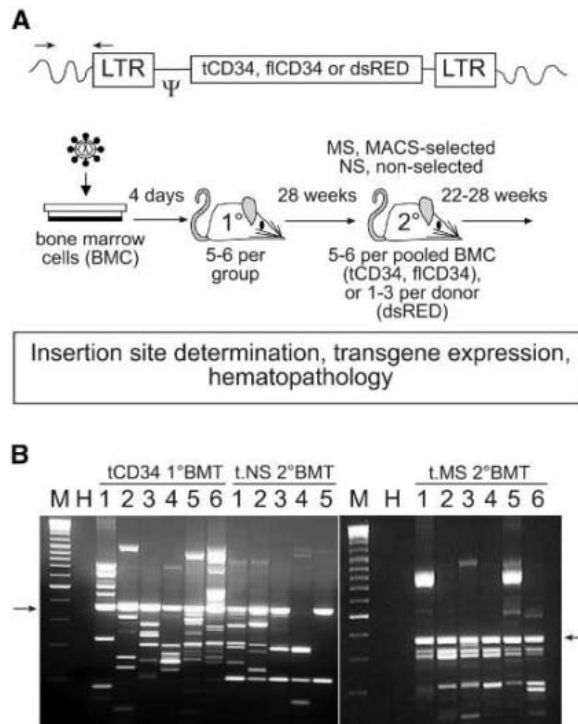 A
LTR tCD34, flCD34 or dsRED LTR
Ψ
MS, MACS-selected
NS, non-selected
λ
4 days 1° 28 weeks 2° 22-28 weeks
bone marrow
cells (BMC)
5-6 per
group
5-6 per pooled BMC
(tCD34, flCD34),
or 1-3 per donor
(dsRED)
Insertion site determination, transgene expression,
hematopathology
B
tCD34 1°BMT t.NS 2°BMT t.MS 2°BMT
M H 1 2 3 4 5 6 1 2 3 4 5 M H 1 2 3 4 5 6